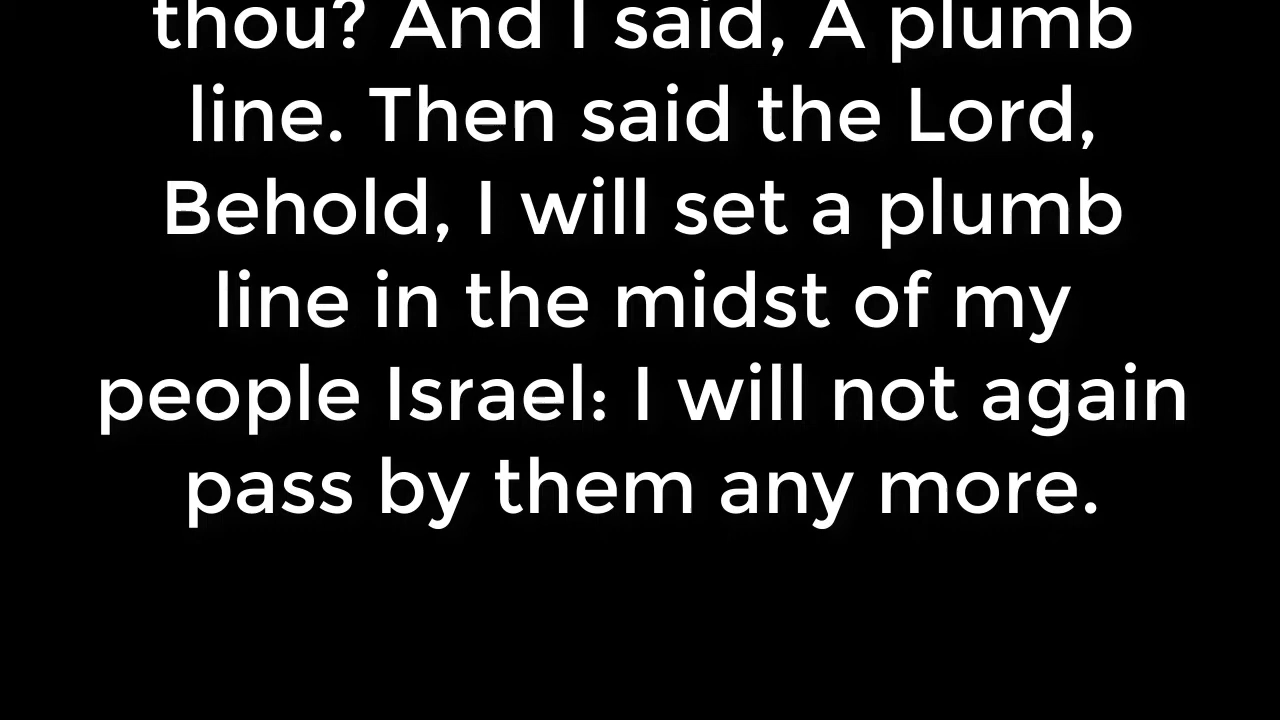 thou? And I said, A plumb
line. Then said the Lord,
Behold, I will set a plumb
line in the midst of my
people Israel: I will not again
pass by them any more.